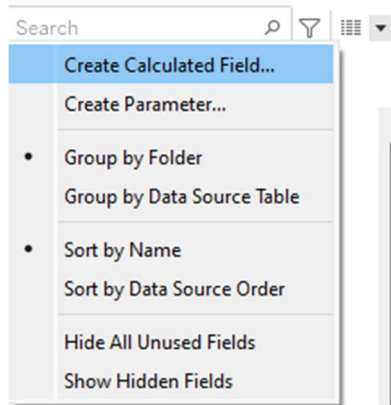 Search
Create Calculated Field...
Create Parameter...
Group by Folder
Group by Data Source Table
Sort by Name
Sort by Data Source Order
Hide All Unused Fields
Show Hidden Fields